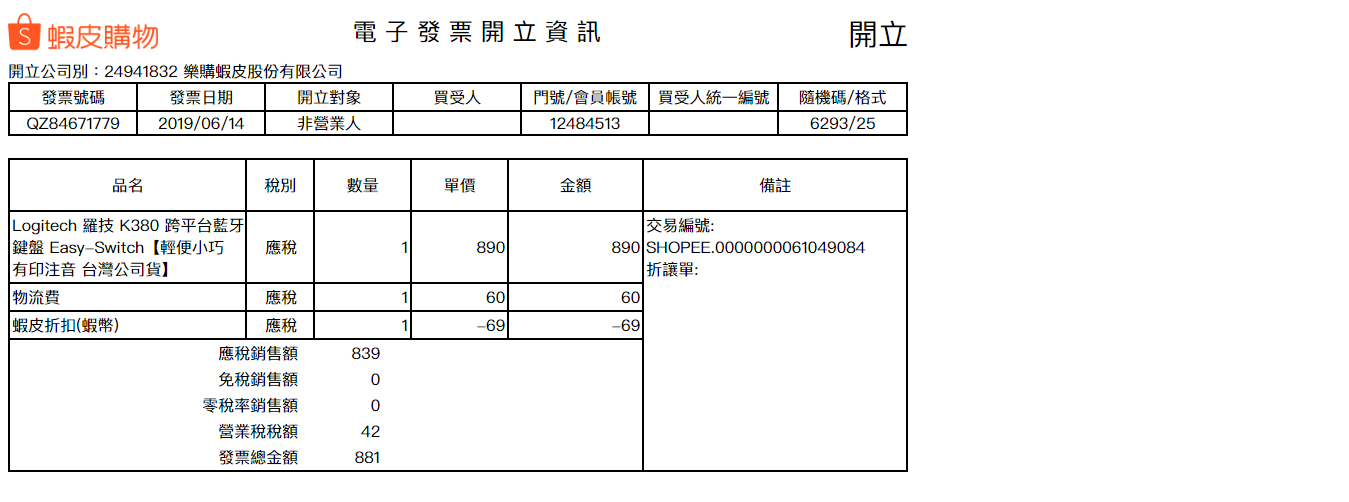 蝦皮購物
電子發票開立資訊
開立
開立公司別：24941832 樂購蝦皮股份有限公司
發票號碼 發票日期 開立對象 買受人 門號/會員帳號 買受人統一編號 隨機碼/格式
QZ84671779 2019/06/14 非營業人 12484513 6293/25
品名 稅別 數量 單價 金額 備註
Logitech 羅技 K380 跨平台藍牙
鍵盤 Easy-Switch【輕便小巧
有印注音 台灣公司貨】
應稅 1 890 890
交易編號:
SHOPEE.0000000061049084
折讓單:
物流費 應稅 1 60 60
蝦皮折扣(蝦幣) 應稅 1 -69 -69
應稅銷售額 839
免稅銷售額 0
零稅率銷售額 0
營業稅稅額 42
發票總金額 881